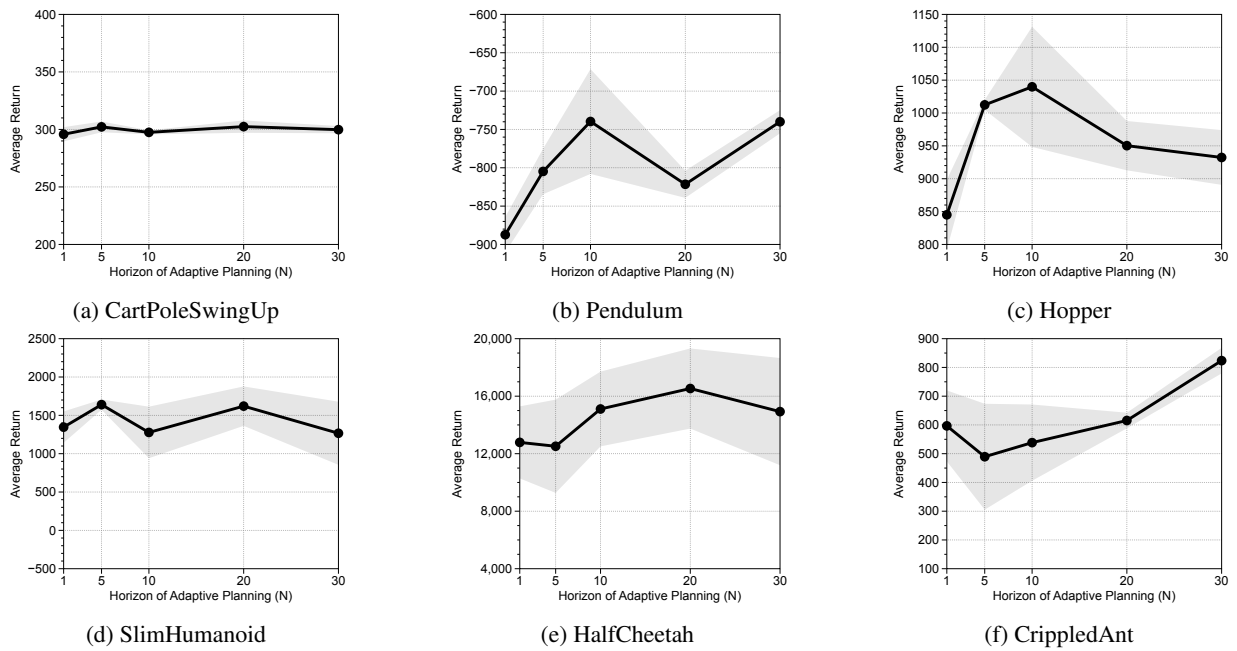 400
350
300
250
200
Average Return
1 5 10 20 30
Horizon of Adaptive Planning (N)
(a) CartPoleSwingUp
−600
−650
−700
−750
−800
−850
−900
Average Return
1 5 10 20 30
Horizon of Adaptive Planning (N)
(b) Pendulum
1150
1100
1050
1000
950
900
850
800
Average Return
1 5 10 20 30
Horizon of Adaptive Planning (N)
(c) Hopper
2500
2000
1500
1000
500
0
−500
Average Return
1 5 10 20 30
Horizon of Adaptive Planning (N)
(d) SlimHumanoid
20,000
16,000
12,000
8,000
4,000
Average Return
1 5 10 20 30
Horizon of Adaptive Planning (N)
(e) HalfCheetah
900
800
700
600
500
400
300
200
100
Average Return
1 5 10 20 30
Horizon of Adaptive Planning (N)
(f) CrippledAnt